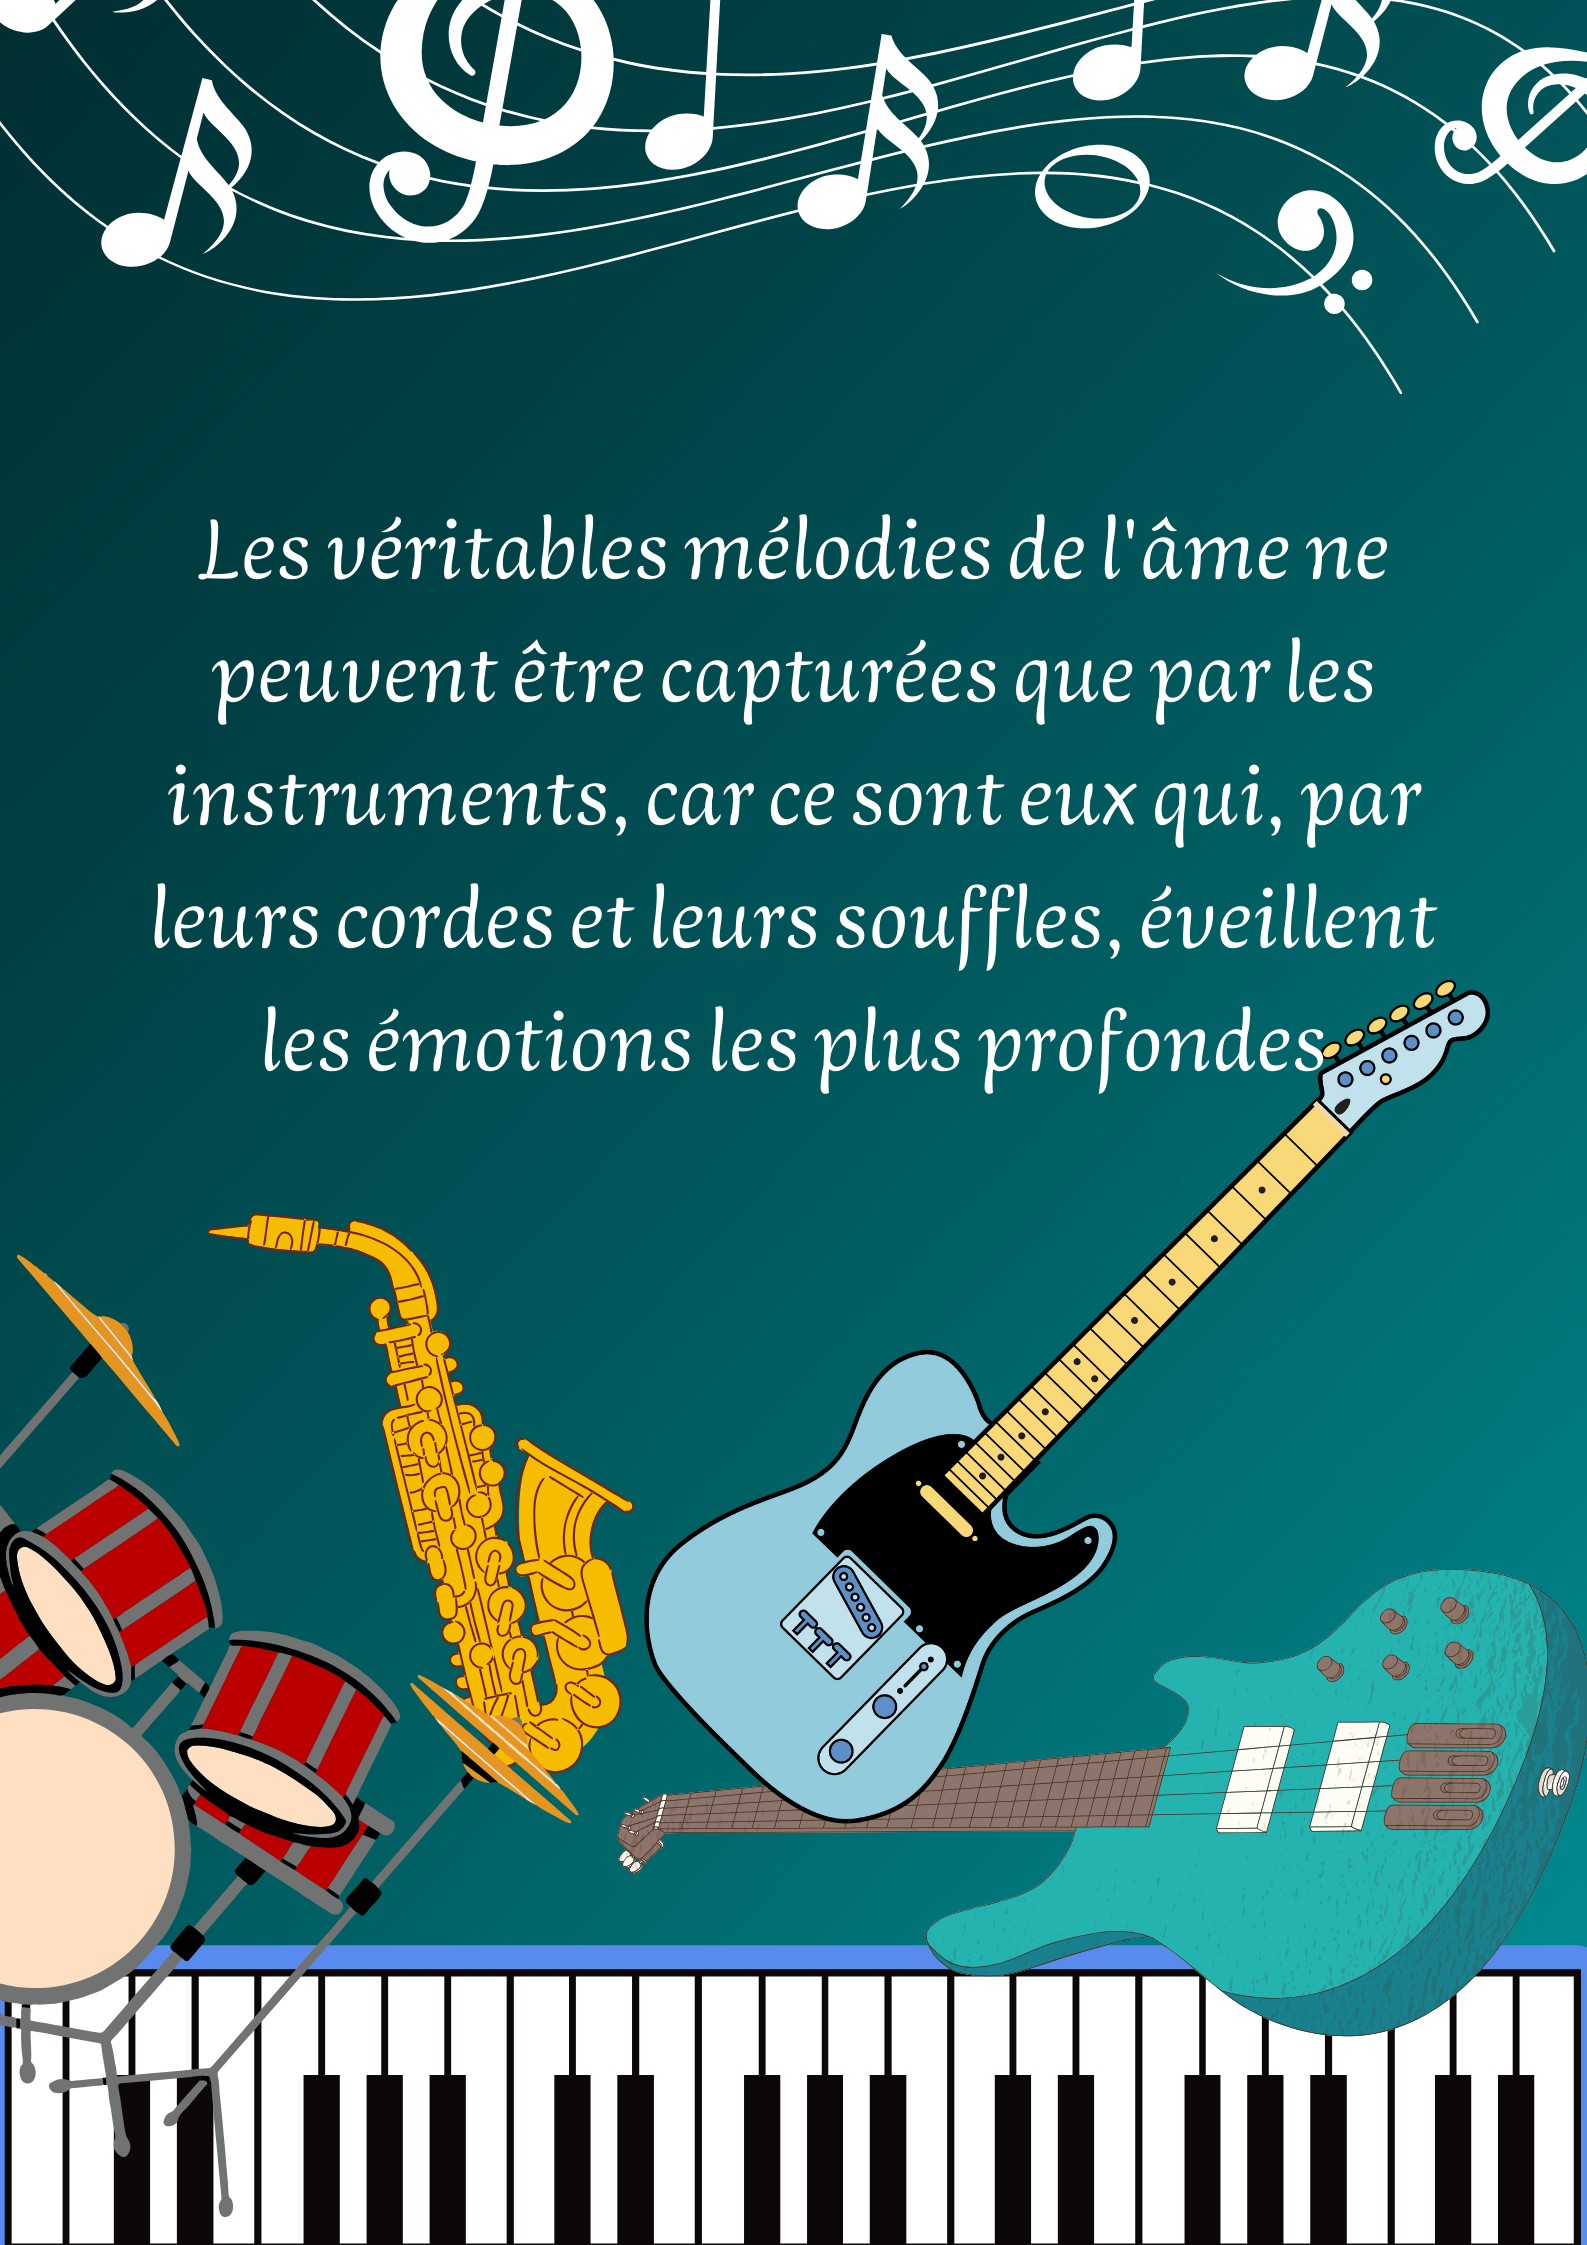 Les véritables mélodies de l'âme ne
peuvent être capturées que par les
instruments, car ce sont eux qui, par
leurs cordes et leurs souffles, éveillent
les émotions les plus profondes